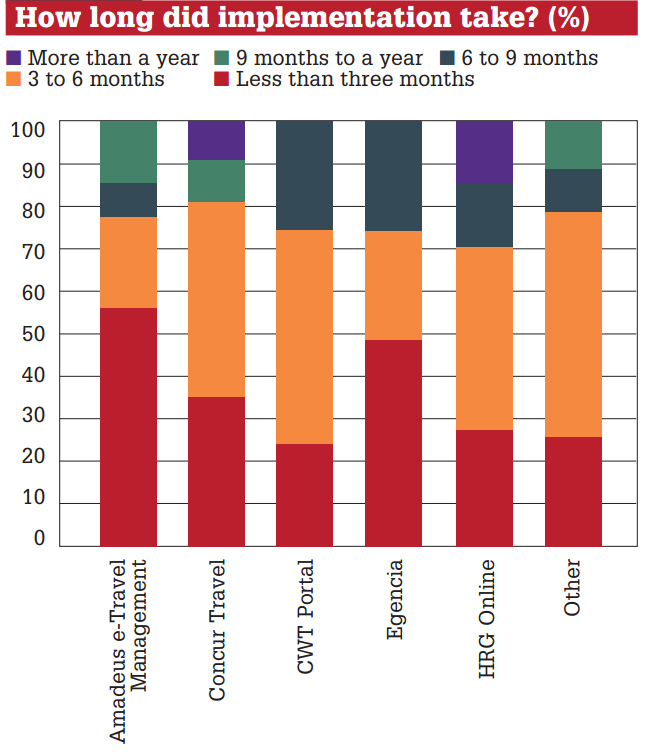 How long did implementation take? (%)
More than a year 9 months to a year 6 to 9 months
3 to 6 months Less than three months
100
90
80
70
60
50
40
30
20
10
0
Amadeus e-Travel
Management
Concur Travel
CWT Portal
Egencia
HRG Online
Other